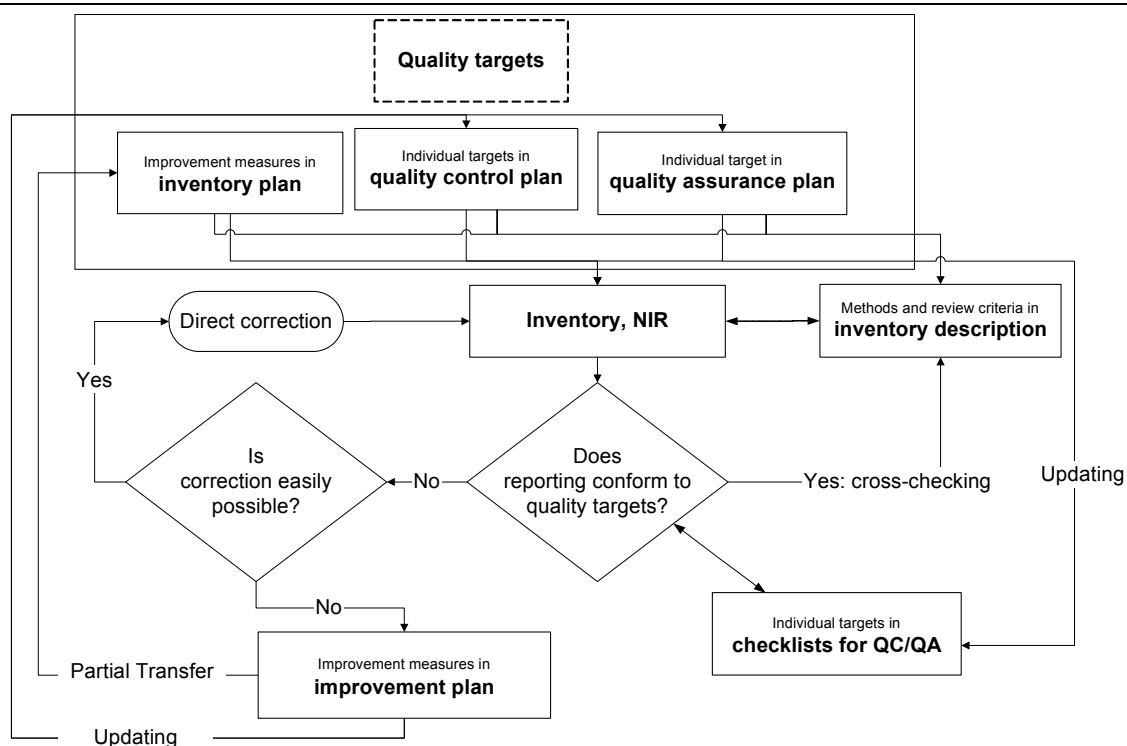 Quality targets
Improvement measures in
inventory plan
Individual targets in
quality control plan
Individual target in
quality assurance plan
Direct correction
Inventory, NIR
Methods and review criteria in
inventory description
Yes
Is
correction easily
possible?
No
Does
reporting conform to
quality targets?
Yes: cross-checking
Updating
No
Individual targets in
checklists for QC/QA
Partial Transfer
Improvement measures in
improvement plan
Updating